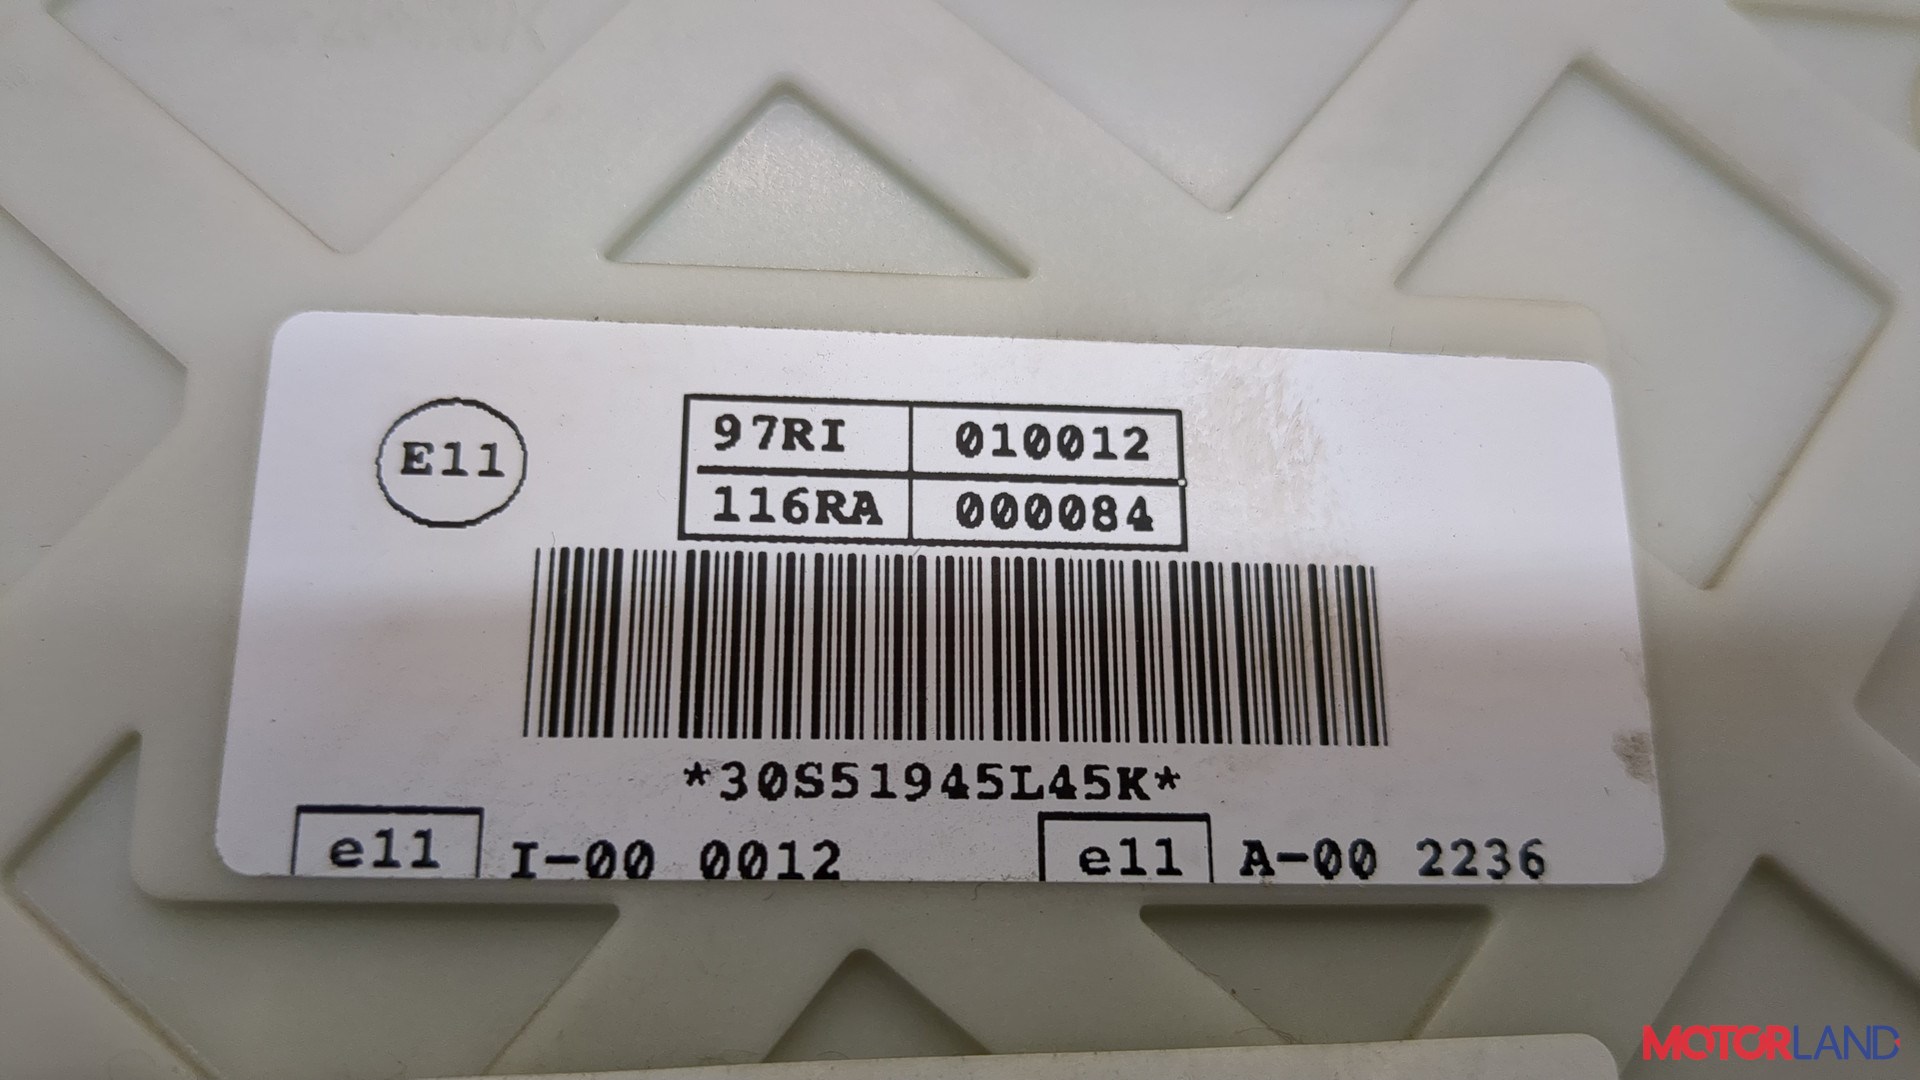 E11
97RI 010012
116RA 000084
*30S51945L45K*
e11 I-00 0012 e11 A-00 2236
MOTORLAND